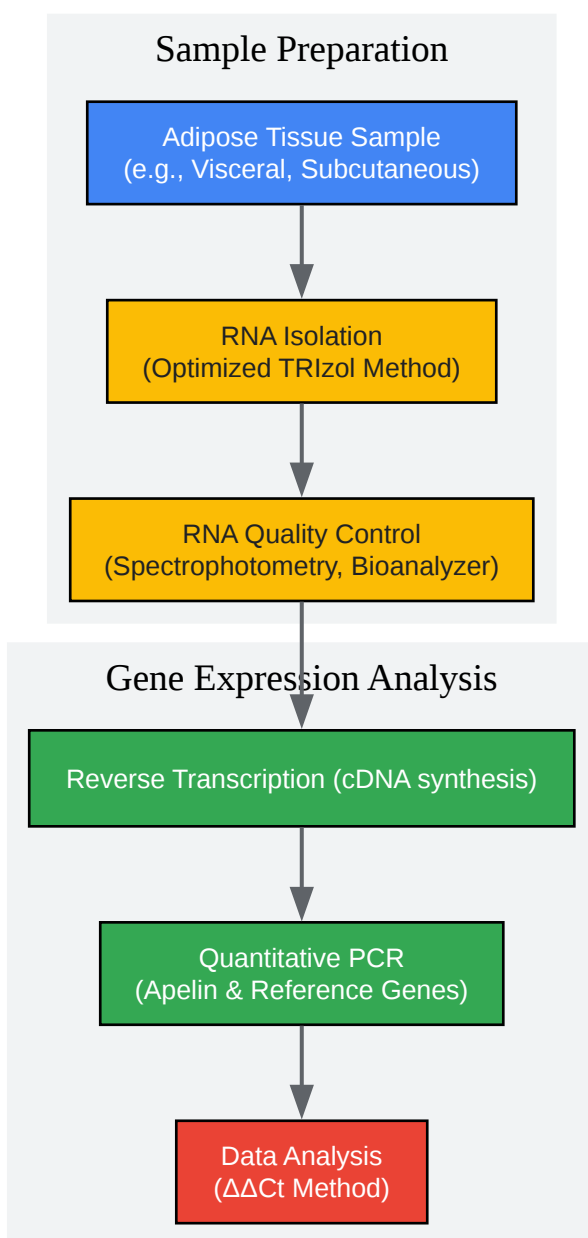 Sample Preparation
Adipose Tissue Sample
(e.g., Visceral, Subcutaneous)
RNA Isolation
(Optimized TRIzol Method)
RNA Quality Control
(Spectrophotometry, Bioanalyzer)
Gene Expression Analysis
Reverse Transcription (cDNA synthesis)
Quantitative PCR
(Apelin & Reference Genes)
Data Analysis
(ΔΔCt Method)